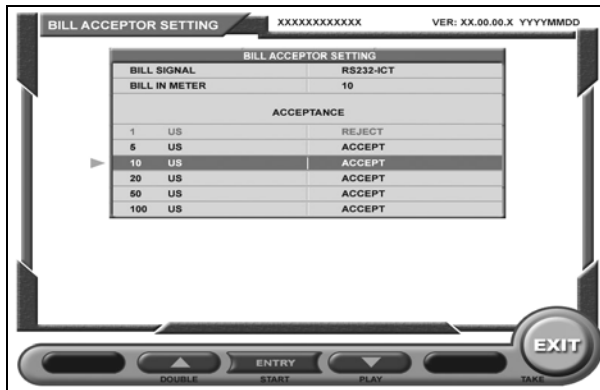 BILL ACCEPTOR SETTING XXXXXXXXXXXX VER: XX.00.00.X YYYYMMDD
BILL ACCEPTOR SETTING
BILL SIGNAL RS232-ICT
BILL IN METER 10
ACCEPTANCE
1 US REJECT
5 US ACCEPT
10 US ACCEPT
20 US ACCEPT
50 US ACCEPT
100 US ACCEPT
EXIT
ENTRY
DOUBLE START PLAY TAKE